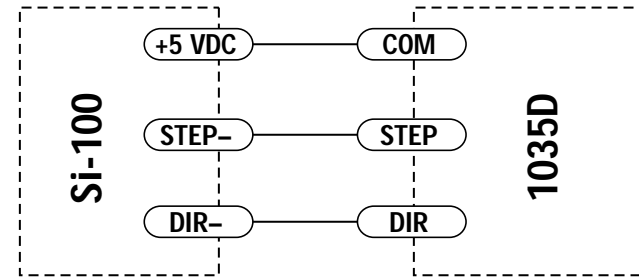 +5 VDC COM
Si-100
STEP– STEP
1035D
DIR– DIR